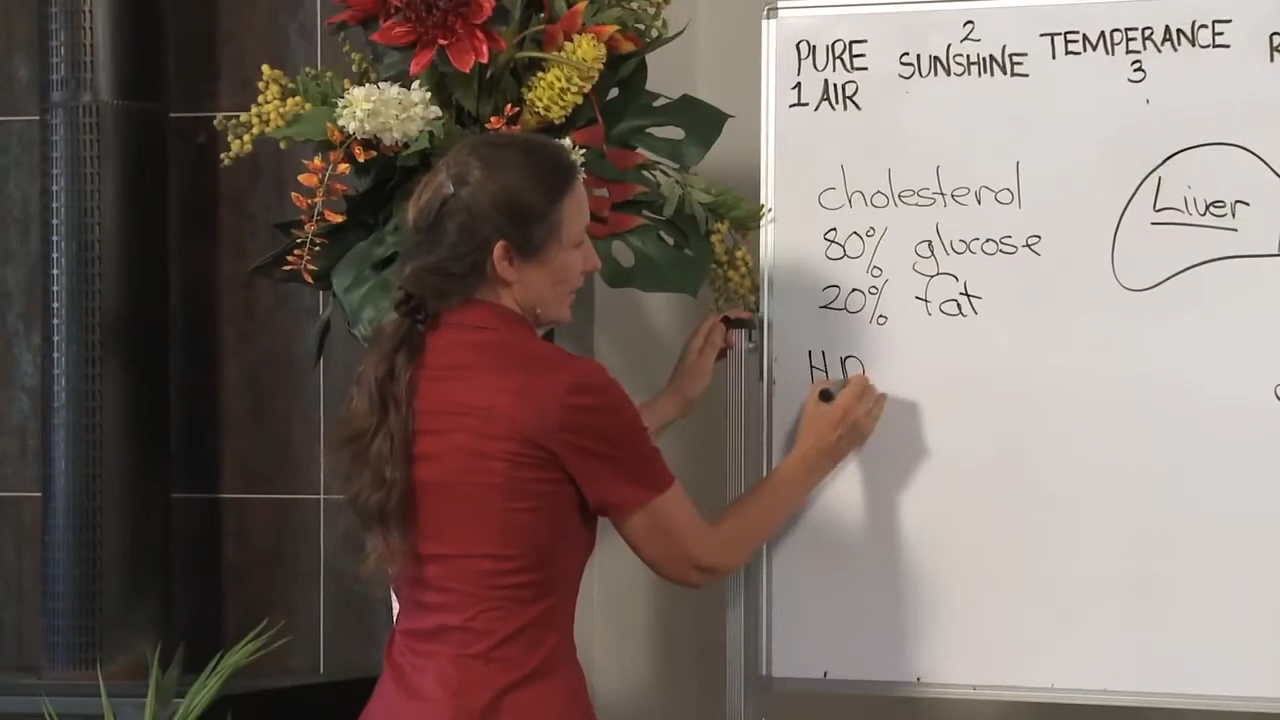 PURE
1 AIR
2
SUNSHINE
TEMPERANCE
3
cholesterol
80% glucose
20% fat
H D
Liver